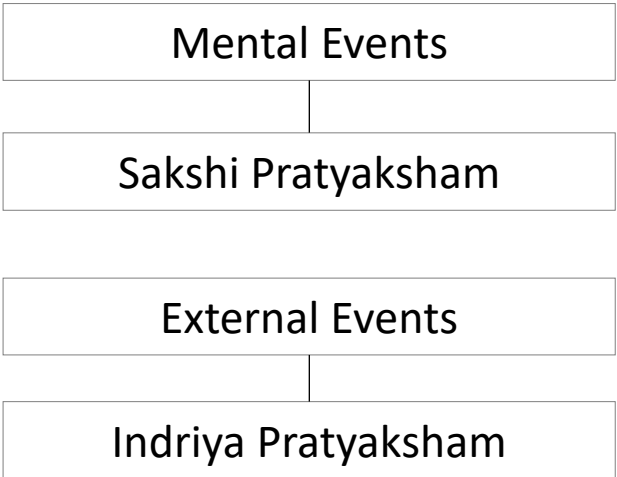 Mental Events
Sakshi Pratyaksham
External Events
Indriya Pratyaksham